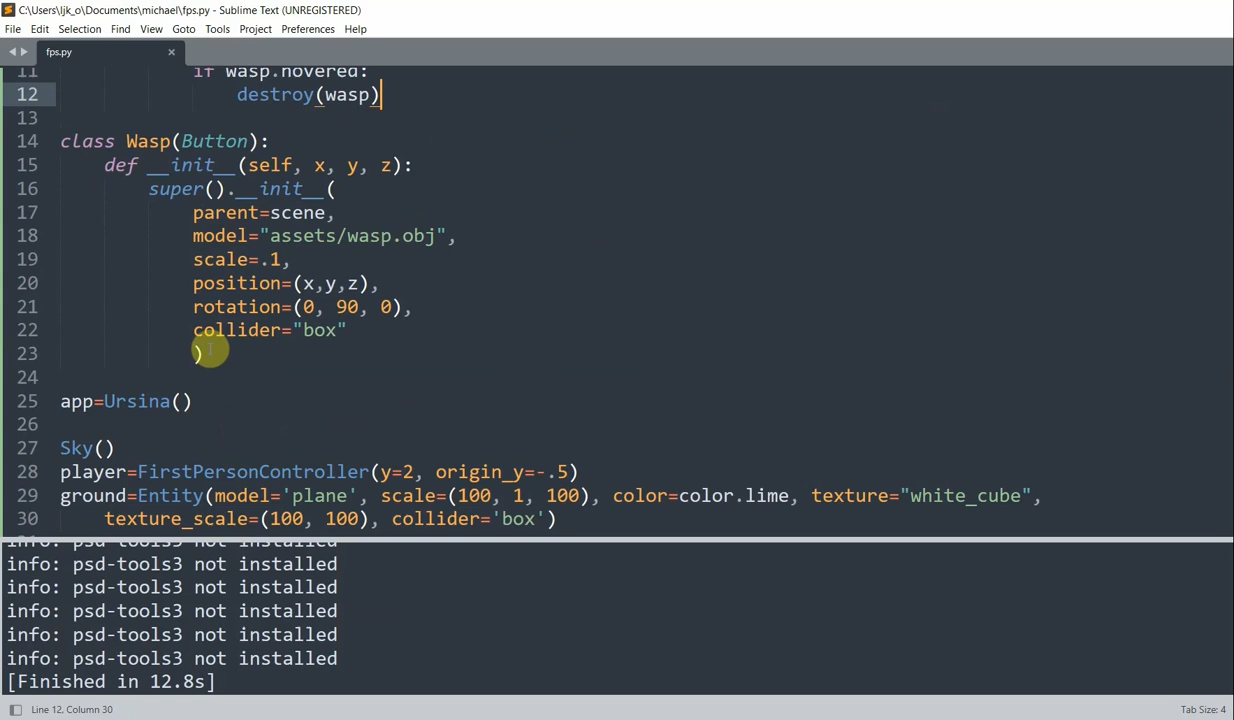 C:\Users\ljk_o\Documents\michael\fps.py - Sublime Text (UNREGISTERED)
File Edit Selection Find View Goto Tools Project Preferences Help
fps.py
11 if wasp.hovered:
12 destroy(wasp)
13
14 class Wasp(Button):
15 def __init__(self, x, y, z):
16 super().__init__(
17 parent=scene,
18 model="assets/wasp.obj",
19 scale=.1,
20 position=(x,y,z),
21 rotation=(0, 90, 0),
22 collider="box"
23 )
24
25 app=Ursina()
26
27 Sky()
28 player=FirstPersonController(y=2, origin_y=-.5)
29 ground=Entity(model='plane', scale=(100, 1, 100), color=color.lime, texture="white_cube",
30 texture_scale=(100, 100), collider='box')
info: psd-tools3 not installed
info: psd-tools3 not installed
info: psd-tools3 not installed
info: psd-tools3 not installed
info: psd-tools3 not installed
info: psd-tools3 not installed
[Finished in 12.8s]
Line 12, Column 30 Tab Size: 4